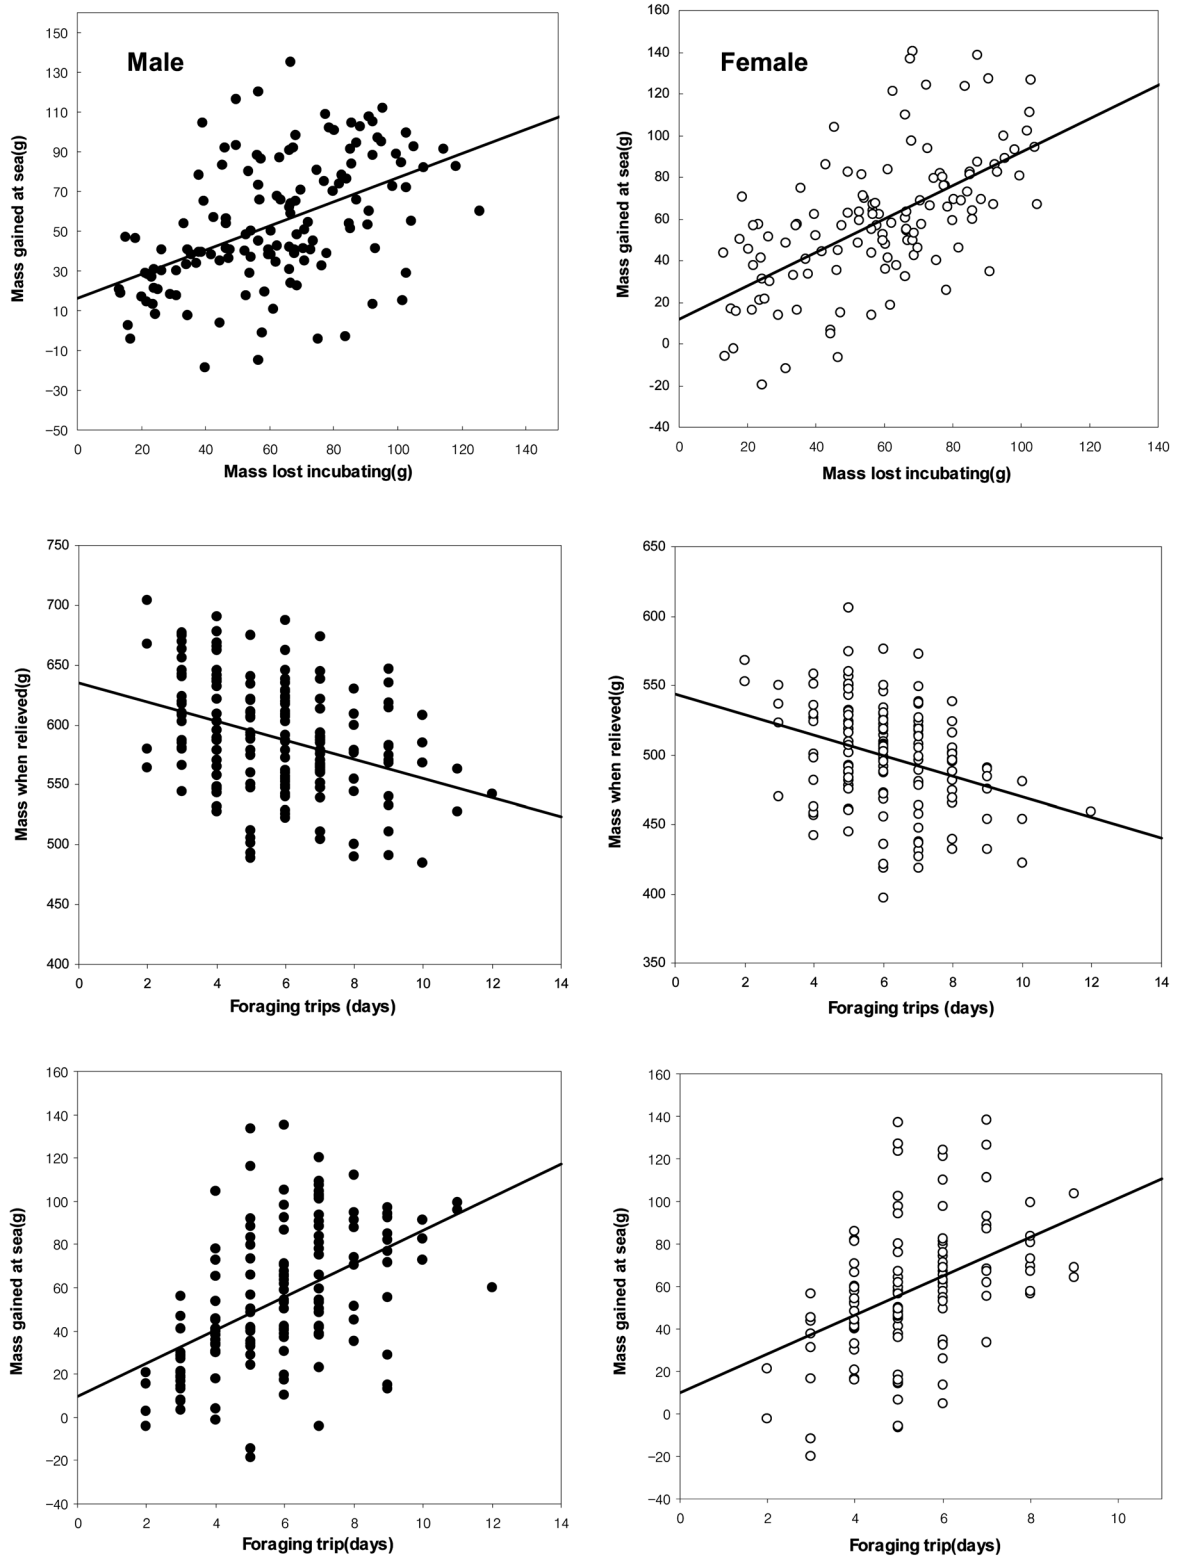 Male
Mass gained at sea(g)
150
130
110
90
70
50
30
10
−10
−30
−50
0 20 40 60 80 100 120 140
Mass lost incubating(g)
Female
Mass gained at sea(g)
160
140
120
100
80
60
40
20
0
-20
-40
0 20 40 60 80 100 120 140
Mass lost incubating(g)
Mass when relieved(g)
750
700
650
600
550
500
450
400
0 2 4 6 8 10 12 14
Foraging trips (days)
Mass when relieved(g)
650
600
550
500
450
400
350
0 2 4 6 8 10 12 14
Foraging trips (days)
Mass gained at sea(g)
160
140
120
100
80
60
40
20
0
−20
−40
0 2 4 6 8 10 12 14
Foraging trip(days)
Mass gained at sea(g)
160
140
120
100
80
60
40
20
0
−20
−40
0 2 4 6 8 10
Foraging trip(days)